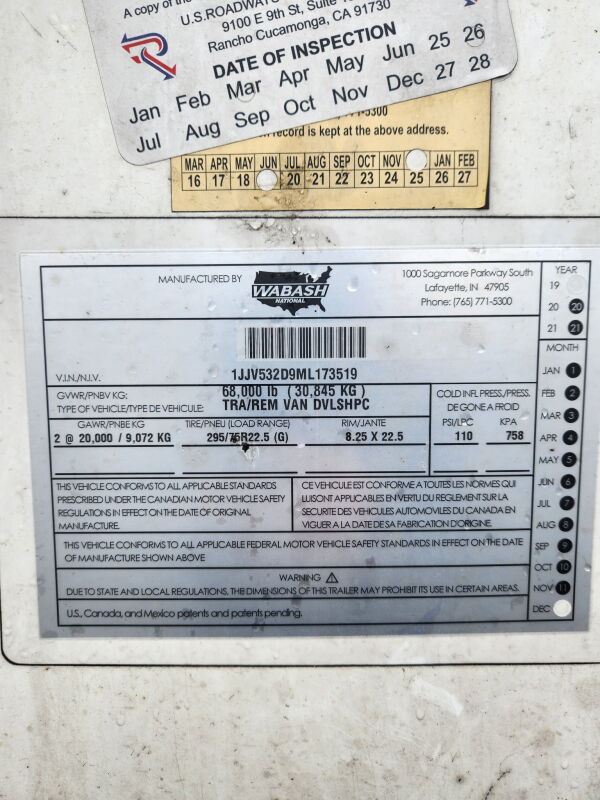 A copy of the
U.S.ROADWAYS
9100 E 9th St, Suite
Rancho Cucamonga, CA 91730
DATE OF INSPECTION
Jan Feb Mar Apr May Jun 25 26
Jul Aug Sep Oct Nov Dec 27 28
-5300
record is kept at the above address.
MAR APR MAY JUN JUL AUG SEP OCT NOV JAN FEB
16 17 18 20 21 22 23 24 25 26 27
MANUFACTURED BY
WABASH
NATIONAL
1000 Sagamore Parkway South
Lafayette, IN 47905
Phone: (765) 771-5300
V.I.N./N.I.V.
1JJV532D9ML173519
GVWR/PNBV KG: 68,000 lb (30,845 KG)
TYPE OF VEHICLE/TYPE DE VEHICULE: TRA/REM VAN DVLSHPC
COLD INFL PRESS/PRESS.
DE GONE A FROID
GAWR/PNBE KG TIRE/PNEU (LOAD RANGE) RIM/JANTE PSI/LPC KPA
2 @ 20,000 / 9,072 KG 295/75R22.5 (G) 8.25 X 22.5 110 758
THIS VEHICLE CONFORMS TO ALL APPLICABLE STANDARDS
PRESCRIBED UNDER THE CANADIAN MOTOR VEHICLE SAFETY
REGULATIONS IN EFFECT ON THE DATE OF ORIGINAL
MANUFACTURE.
CE VEHICULE EST CONFORME A TOUTES LES NORMES QUI
LUISONT APPLICABLES EN VERTU DU REGLEMENT SUR LA
SECURITE DES VEHICULES AUTOMOVILES DU CANADA EN
VIGUER A LA DATE DE SA FABRICATION D'ORIGINE.
THIS VEHICLE CONFORMS TO ALL APPLICABLE FEDERAL MOTOR VEHICLE SAFETY STANDARDS IN EFFECT ON THE DATE
OF MANUFACTURE SHOWN ABOVE
WARNING
DUE TO STATE AND LOCAL REGULATIONS, THE DIMENSIONS OF THIS TRAILER MAY PROHIBIT ITS USE IN CERTAIN AREAS.
U.S., Canada, and Mexico patents and patents pending.
YEAR
19
20 20
21 21
MONTH
JAN 1
FEB 2
MAR 3
APR 4
MAY 5
JUN 6
JUL 7
AUG 8
SEP 9
OCT 10
NOV 11
DEC